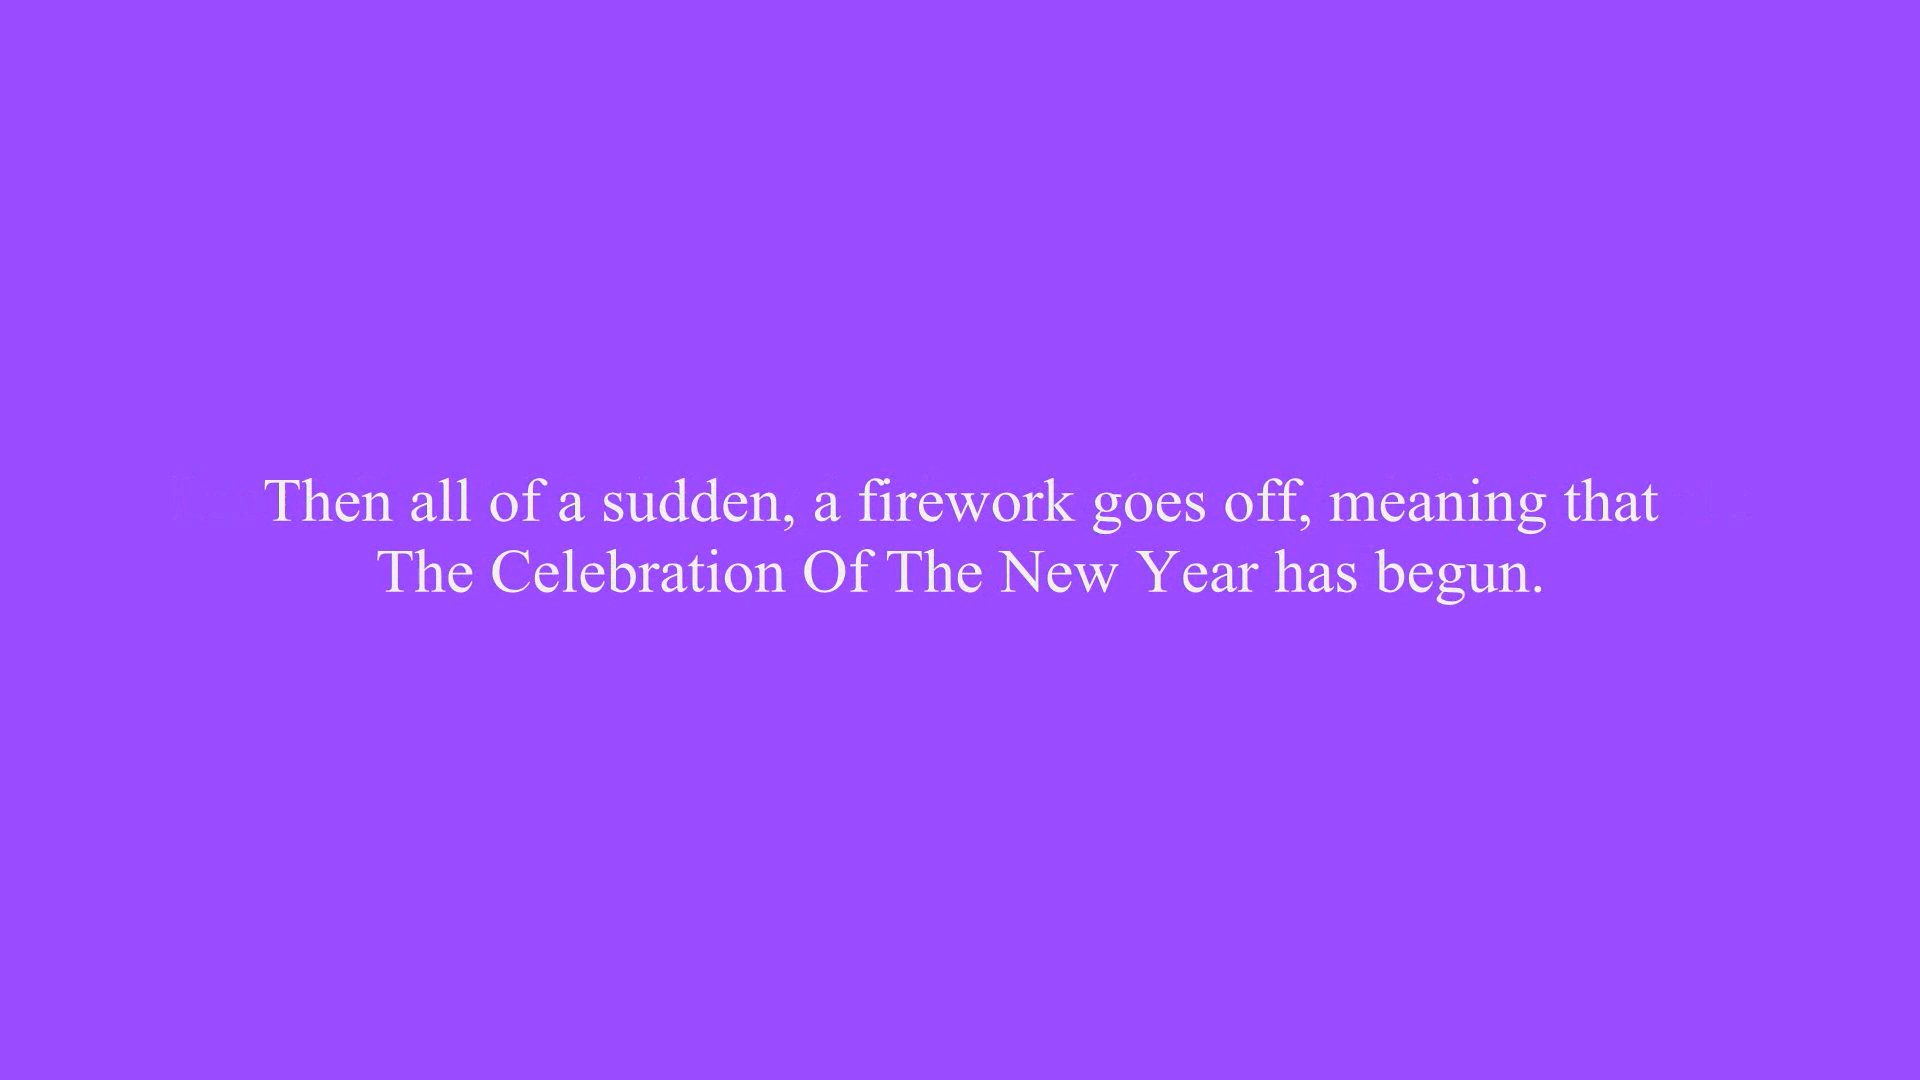 Then all of a sudden, a firework goes off, meaning that
The Celebration Of The New Year has begun.